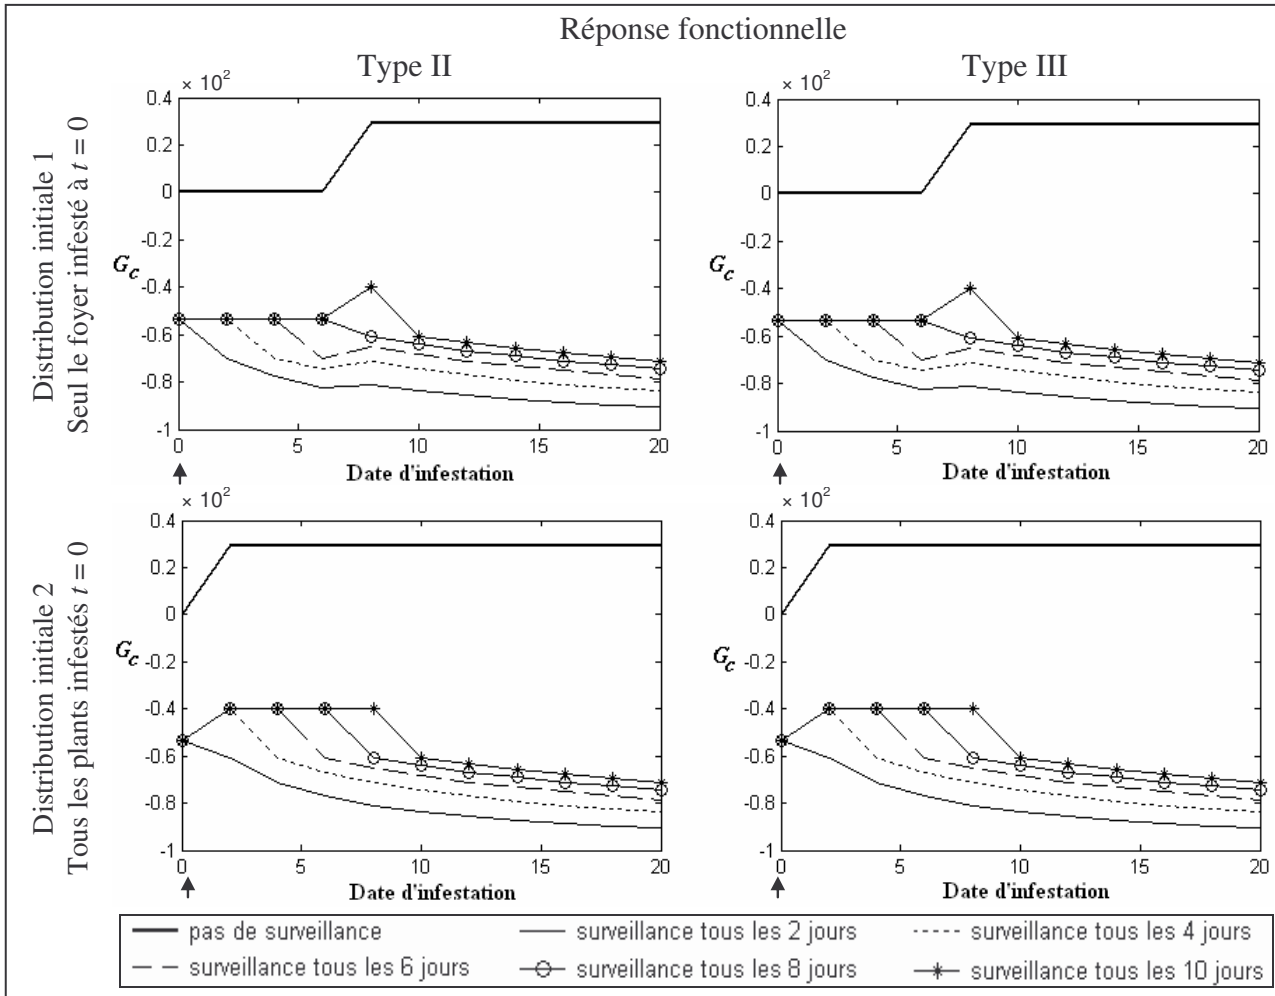 Réponse fonctionnelle
Type II
Type III
Distribution initiale 1
Seul le foyer infesté à t = 0
× 10²
0.4
0.2
0
-0.2
-0.4
-0.6
-0.8
-1
G_c
0 5 10 15 20
Date d'infestation
× 10²
0.4
0.2
0
-0.2
-0.4
-0.6
-0.8
-1
G_c
0 5 10 15 20
Date d'infestation
Distribution initiale 2
Tous les plants infestés t = 0
× 10²
0.4
0.2
0
-0.2
-0.4
-0.6
-0.8
-1
G_c
0 5 10 15 20
Date d'infestation
× 10²
0.4
0.2
0
-0.2
-0.4
-0.6
-0.8
-1
G_c
0 5 10 15 20
Date d'infestation
pas de surveillance
surveillance tous les 2 jours
surveillance tous les 4 jours
surveillance tous les 6 jours
surveillance tous les 8 jours
surveillance tous les 10 jours